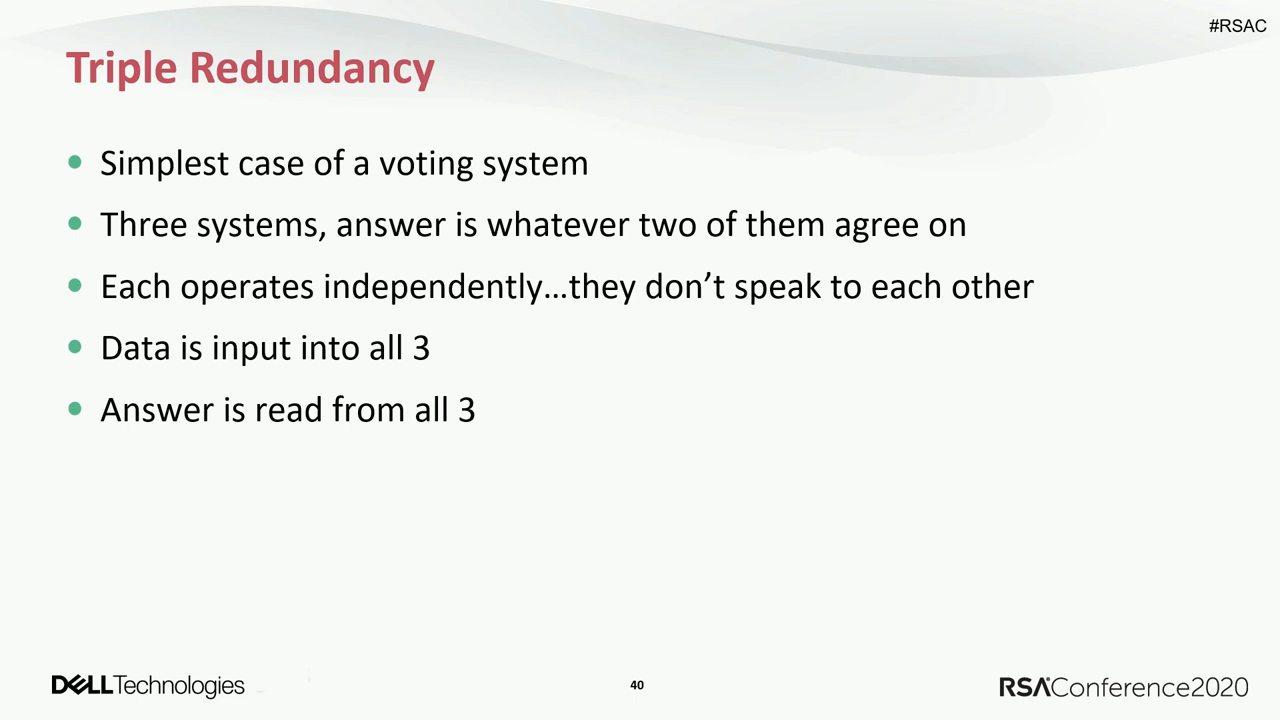 #RSAC
Triple Redundancy
• Simplest case of a voting system
• Three systems, answer is whatever two of them agree on
• Each operates independently…they don’t speak to each other
• Data is input into all 3
• Answer is read from all 3
DELLTechnologies
40
RSAConference2020